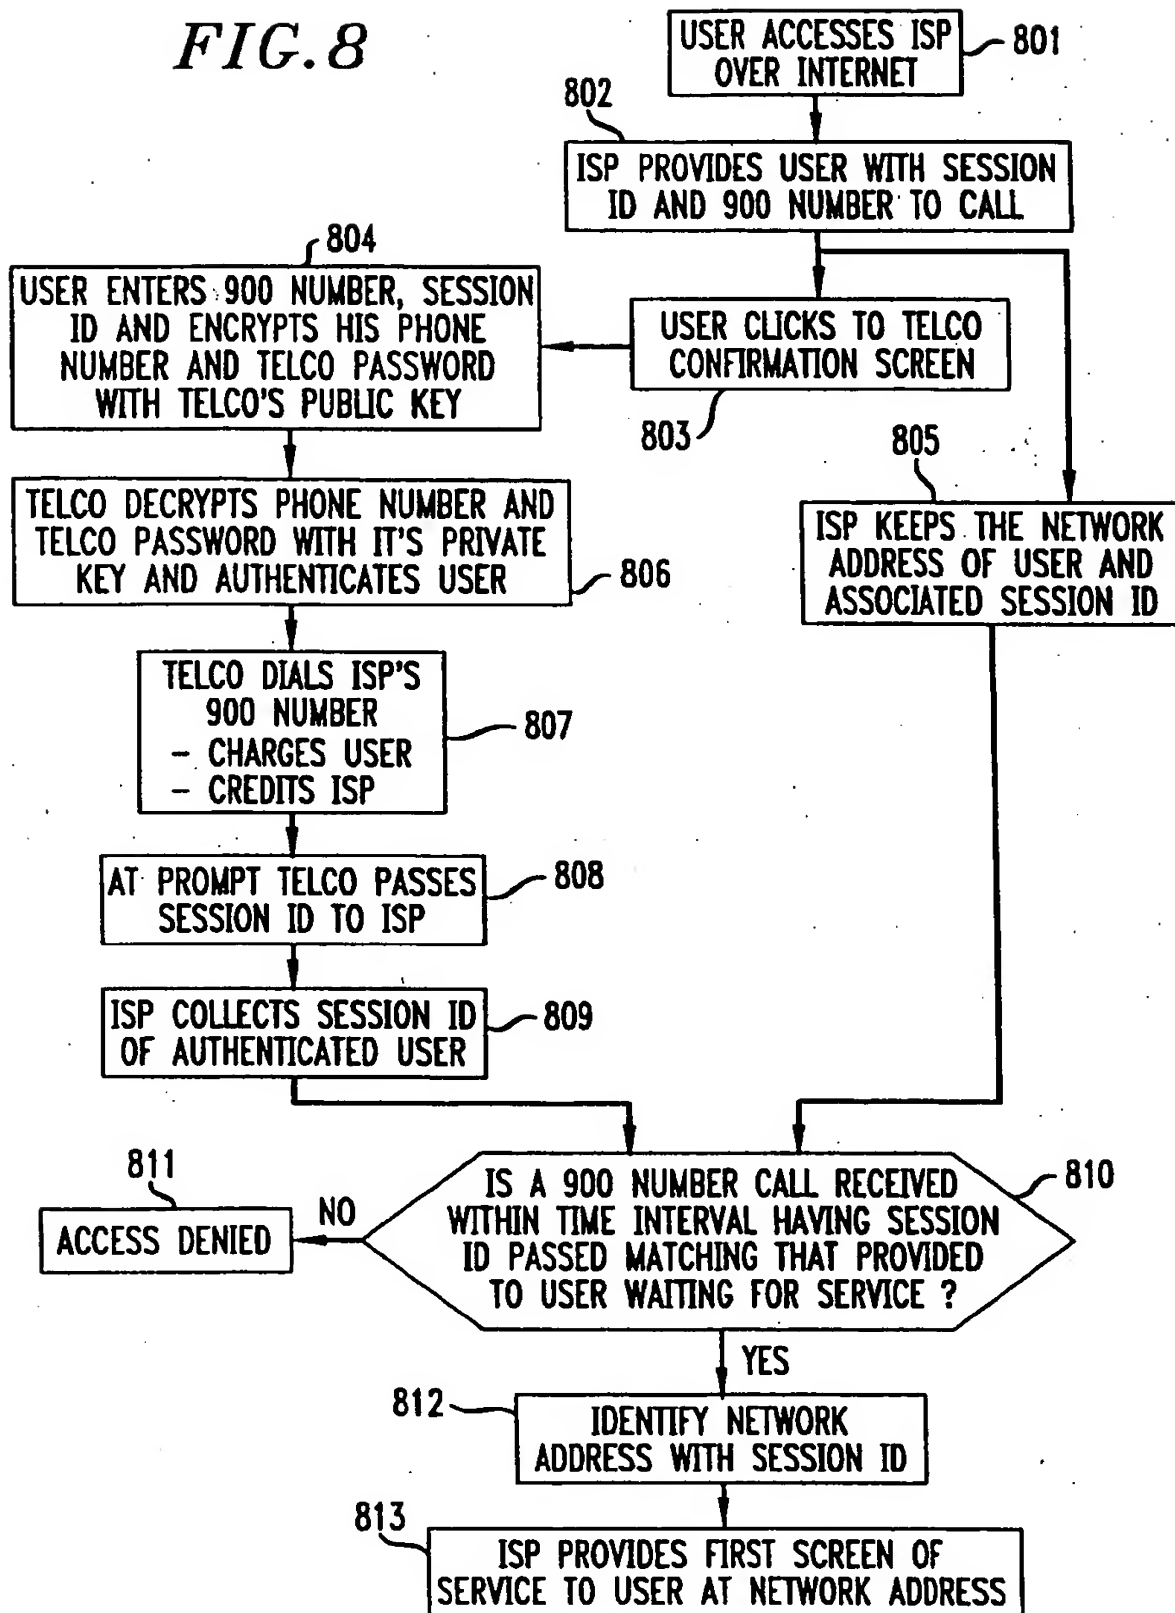 FIG. 8
USER ACCESSES ISP
OVER INTERNET
801
802
ISP PROVIDES USER WITH SESSION
ID AND 900 NUMBER TO CALL
804
USER ENTERS 900 NUMBER, SESSION
ID AND ENCRYPTS HIS PHONE
NUMBER AND TELCO PASSWORD
WITH TELCO'S PUBLIC KEY
USER CLICKS TO TELCO
CONFIRMATION SCREEN
803
805
ISP KEEPS THE NETWORK
ADDRESS OF USER AND
ASSOCIATED SESSION ID
TELCO DECRYPTS PHONE NUMBER AND
TELCO PASSWORD WITH IT'S PRIVATE
KEY AND AUTHENTICATES USER
806
TELCO DIALS ISP'S
900 NUMBER
- CHARGES USER
- CREDITS ISP
807
AT PROMPT TELCO PASSES
SESSION ID TO ISP
808
ISP COLLECTS SESSION ID
OF AUTHENTICATED USER
809
IS A 900 NUMBER CALL RECEIVED
WITHIN TIME INTERVAL HAVING SESSION
ID PASSED MATCHING THAT PROVIDED
TO USER WAITING FOR SERVICE ?
810
NO
811
ACCESS DENIED
YES
812
IDENTIFY NETWORK
ADDRESS WITH SESSION ID
813
ISP PROVIDES FIRST SCREEN OF
SERVICE TO USER AT NETWORK ADDRESS